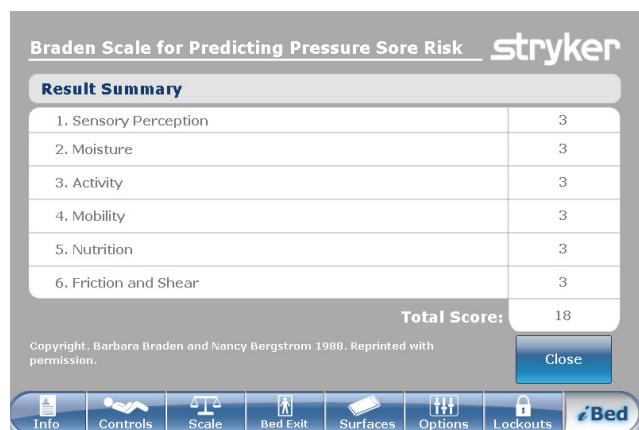 Braden Scale for Predicting Pressure Sore Risk stryker
Result Summary
1. Sensory Perception 3
2. Moisture 3
3. Activity 3
4. Mobility 3
5. Nutrition 3
6. Friction and Shear 3
Total Score: 18
Copyright. Barbara Braden and Nancy Bergstrom 1988. Reprinted with
permission.
Close
Info Controls Scale Bed Exit Surfaces Options Lockouts iBed